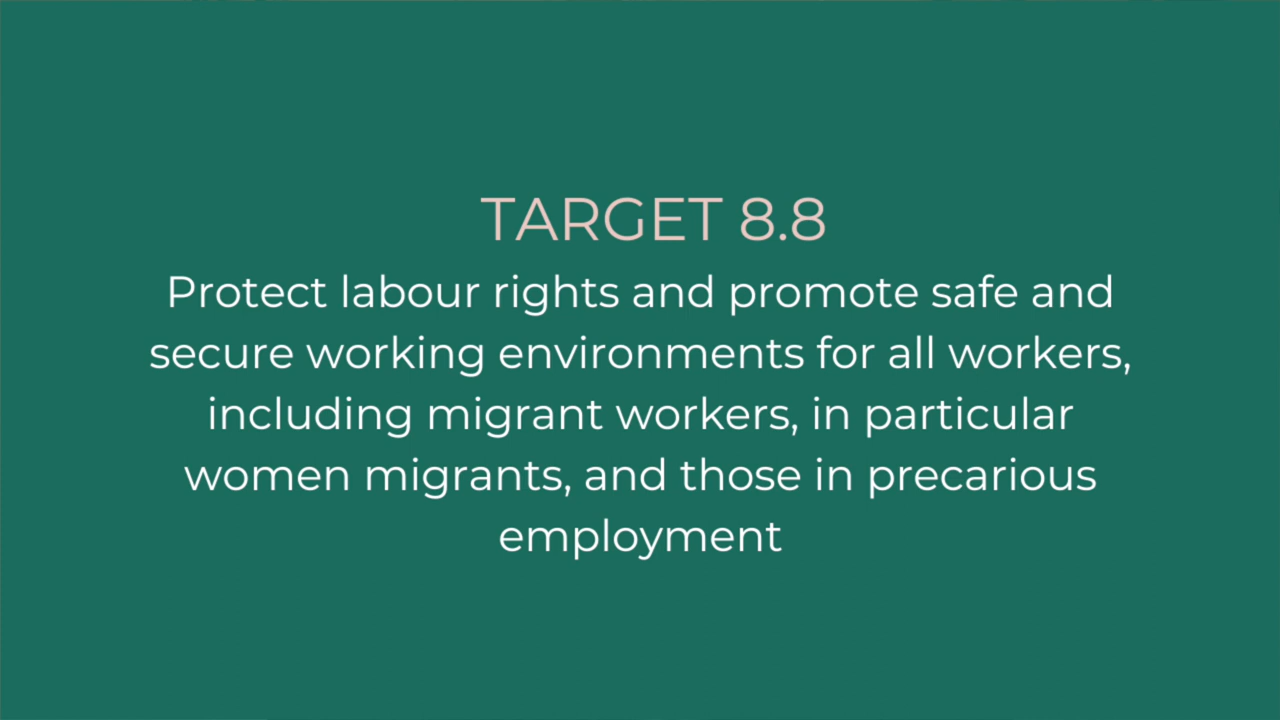 TARGET 8.8
Protect labour rights and promote safe and
secure working environments for all workers,
including migrant workers, in particular
women migrants, and those in precarious
employment